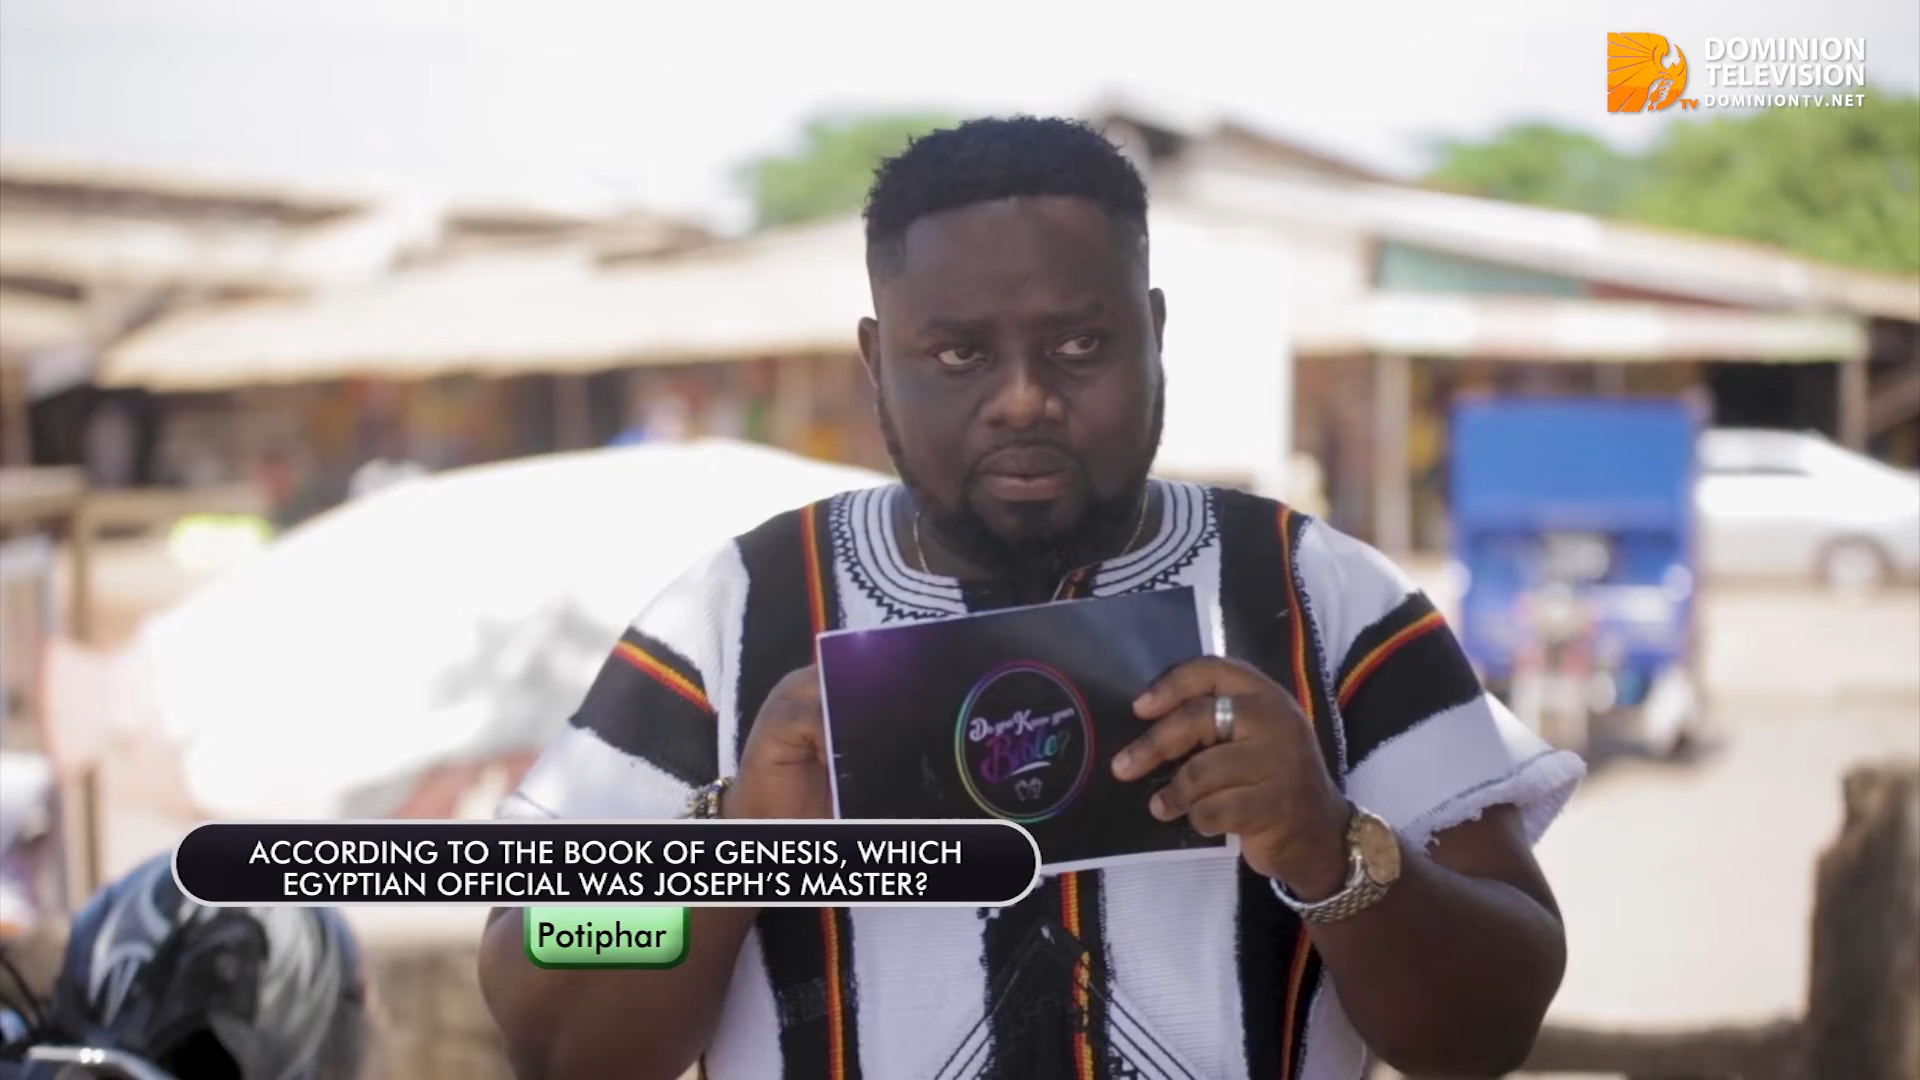 DOMINION
TELEVISION
TV DOMINIONTV.NET
Do you Know your
Bible?
ACCORDING TO THE BOOK OF GENESIS, WHICH
EGYPTIAN OFFICIAL WAS JOSEPH'S MASTER?
Potiphar